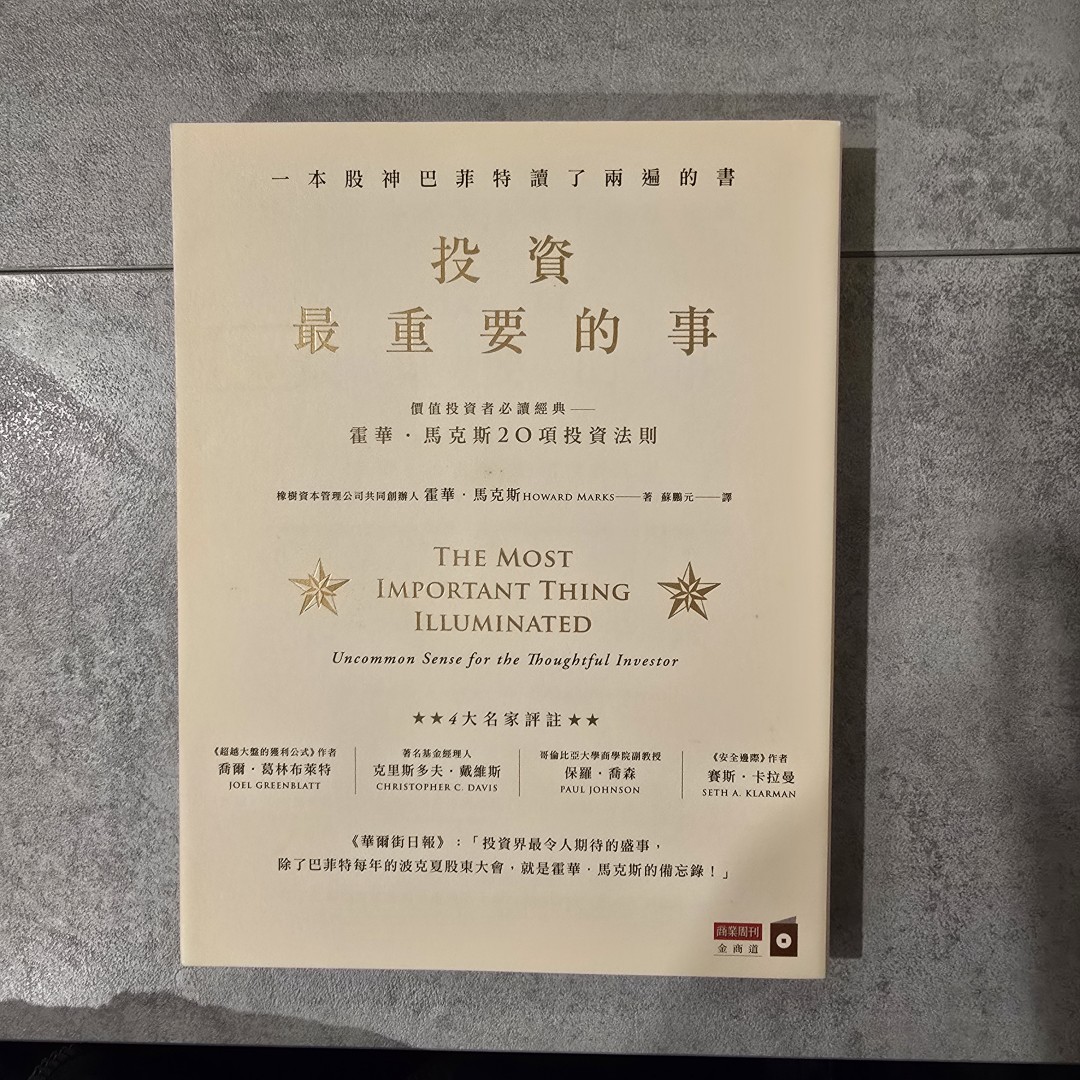 一本股神巴菲特讀了兩遍的書
投資
最重要的事
價值投資者必讀經典──
霍華・馬克斯20項投資法則
橡樹資本管理公司共同創辦人 霍華・馬克斯 HOWARD MARKS──著 蘇鵬元──譯
THE MOST
IMPORTANT THING
ILLUMINATED
Uncommon Sense for the Thoughtful Investor
★★4大名家評註★★
《超越大盤的獲利公式》作者
喬爾・葛林布萊特
JOEL GREENBLATT
著名基金經理人
克里斯多夫・戴維斯
CHRISTOPHER C. DAVIS
哥倫比亞大學商學院副教授
保羅・喬森
PAUL JOHNSON
《安全邊際》作者
賽斯・卡拉曼
SETH A. KLARMAN
《華爾街日報》：「投資界最令人期待的盛事，
除了巴菲特每年的波克夏股東大會，就是霍華・馬克斯的備忘錄！」
商業周刊
金商道